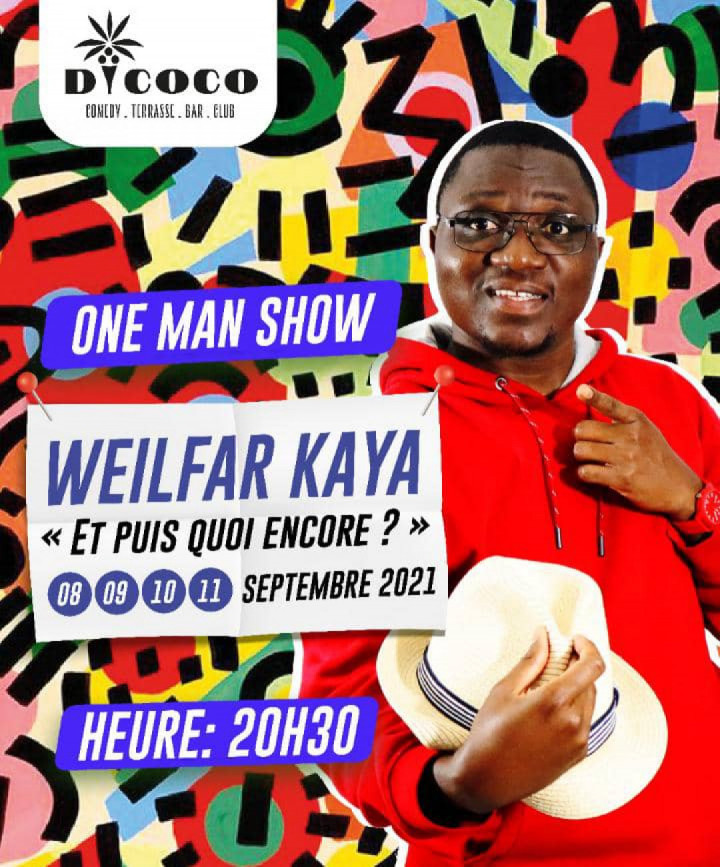 DYCOCO
COMEDY . TERRASSE . BAR . CLUB
ONE MAN SHOW
WEILFAR KAYA
« ET PUIS QUOI ENCORE ? »
08 09 10 11 SEPTEMBRE 2021
HEURE: 20H30